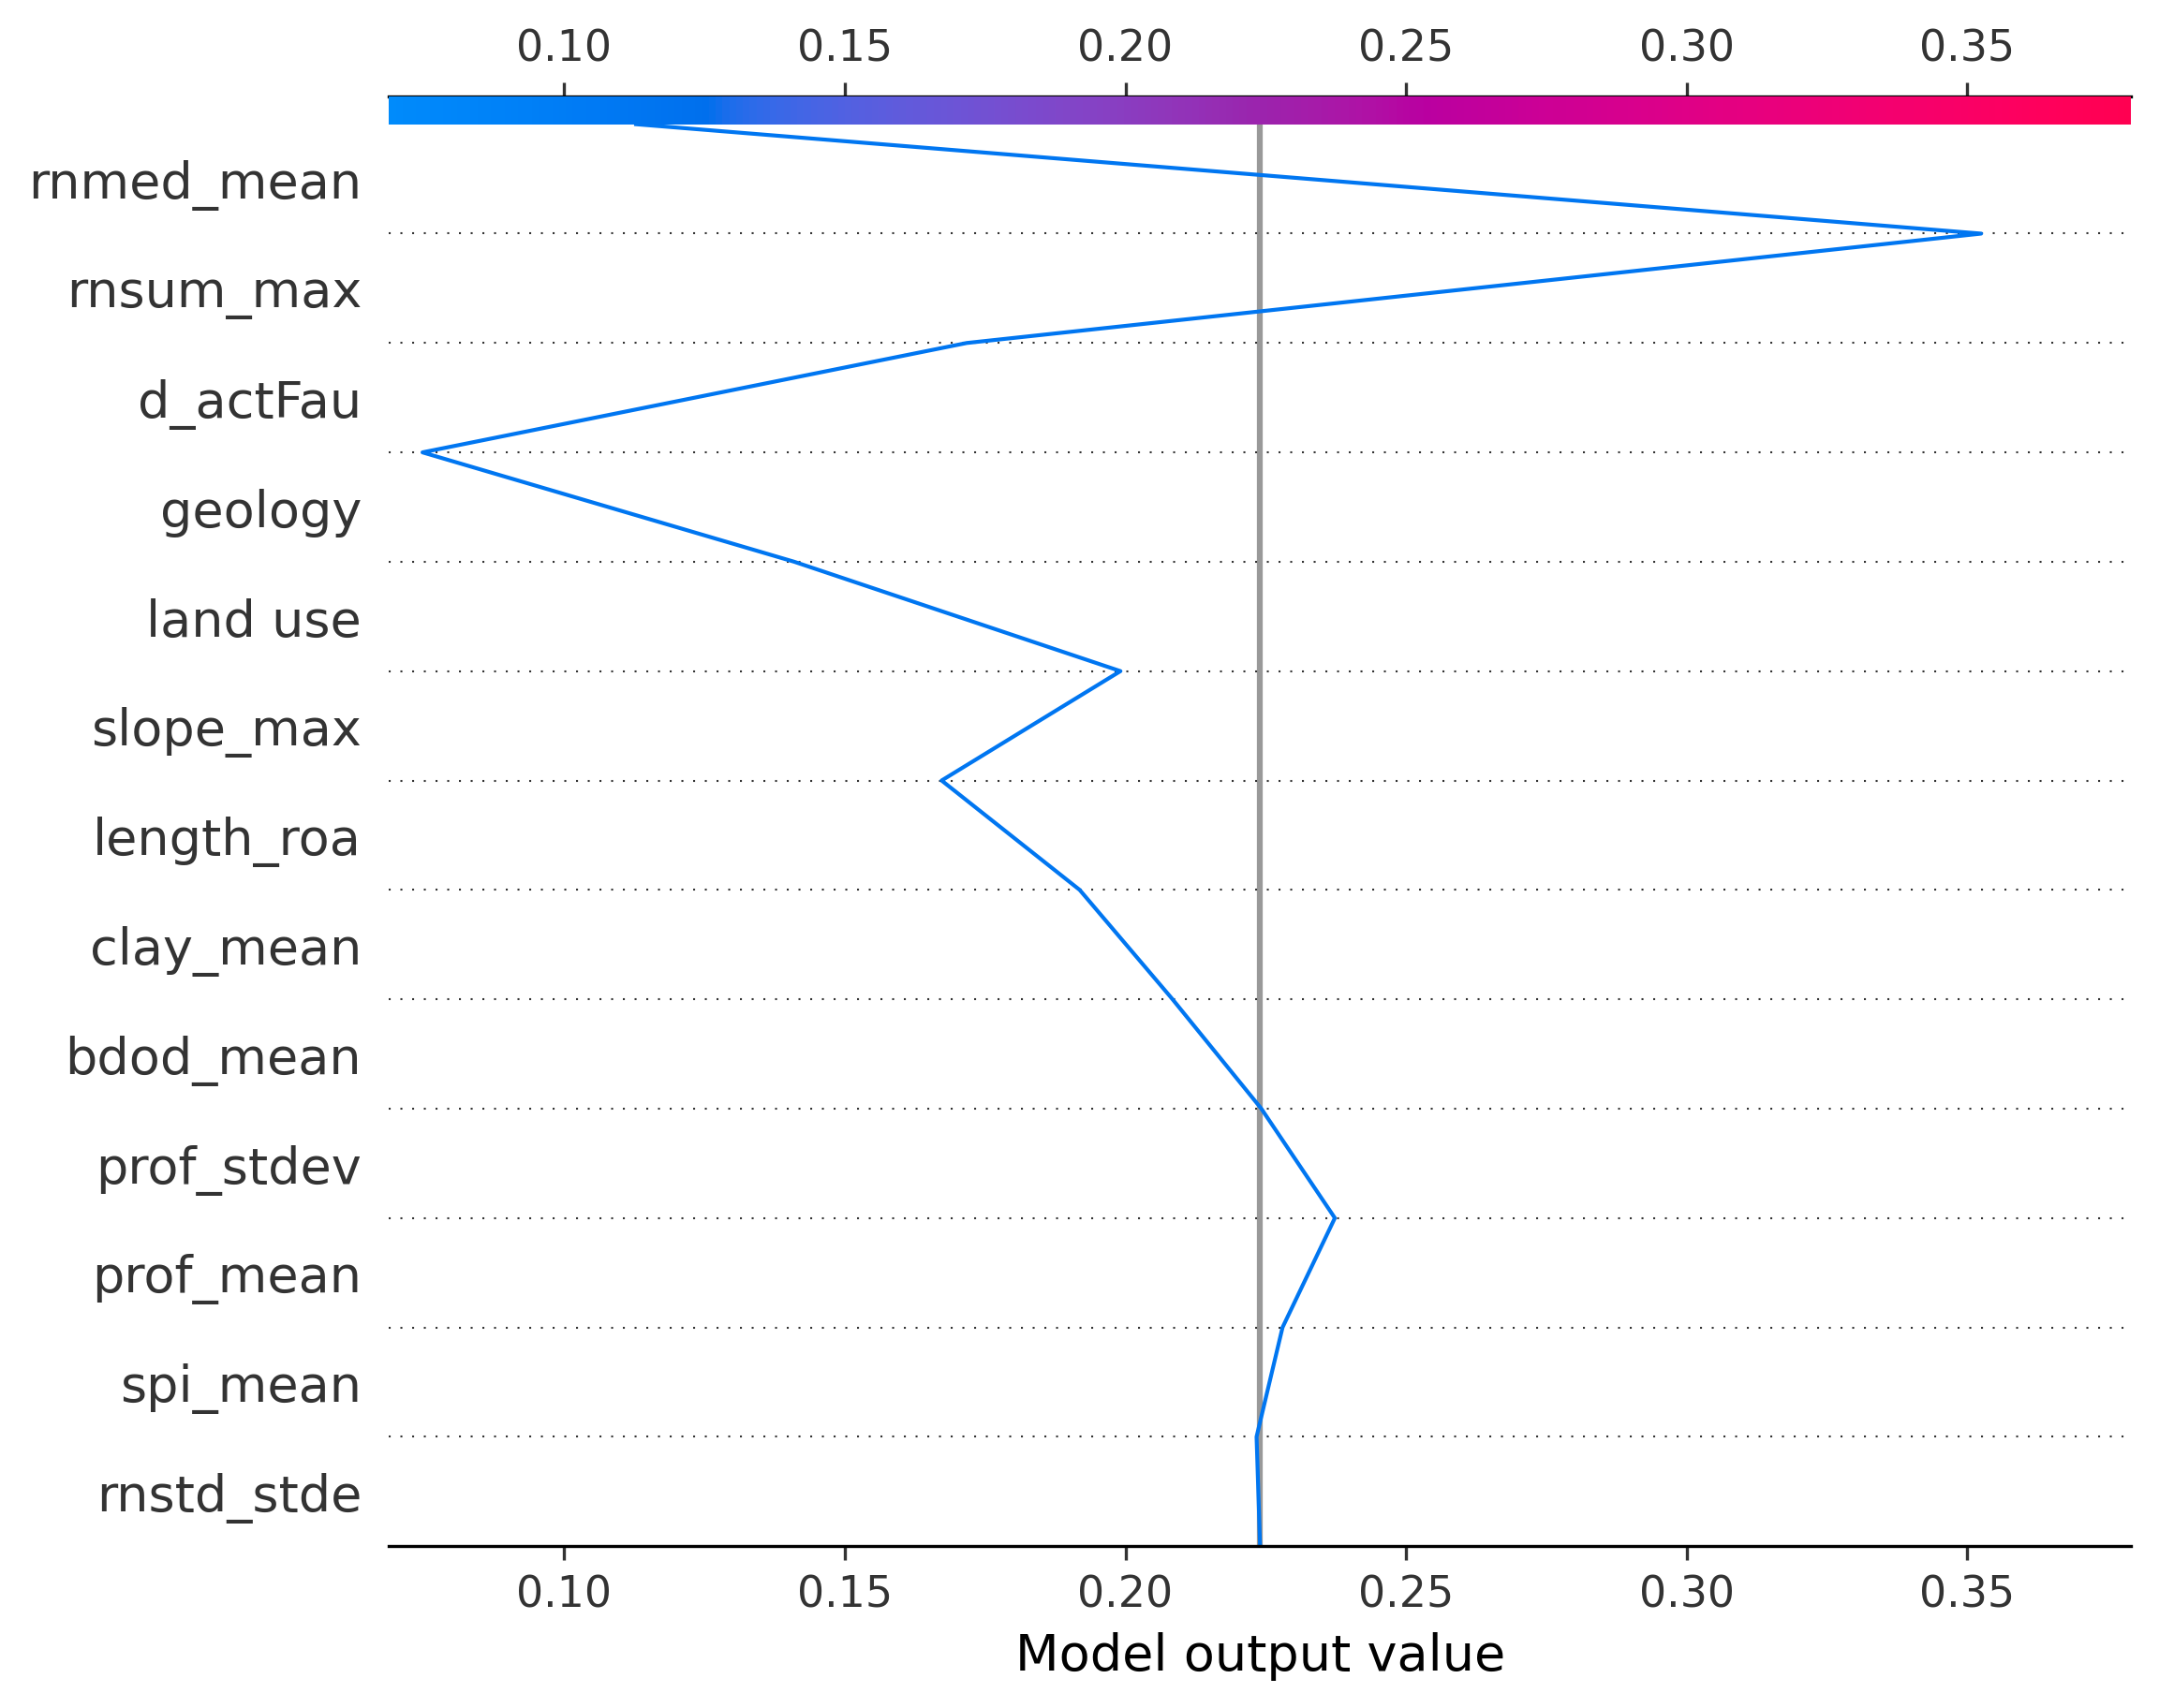 0.10 0.15 0.20 0.25 0.30 0.35
rnmed_mean
rnsum_max
d_actFau
geology
land use
slope_max
length_roa
clay_mean
bdod_mean
prof_stdev
prof_mean
spi_mean
rnstd_stde
0.10 0.15 0.20 0.25 0.30 0.35
Model output value